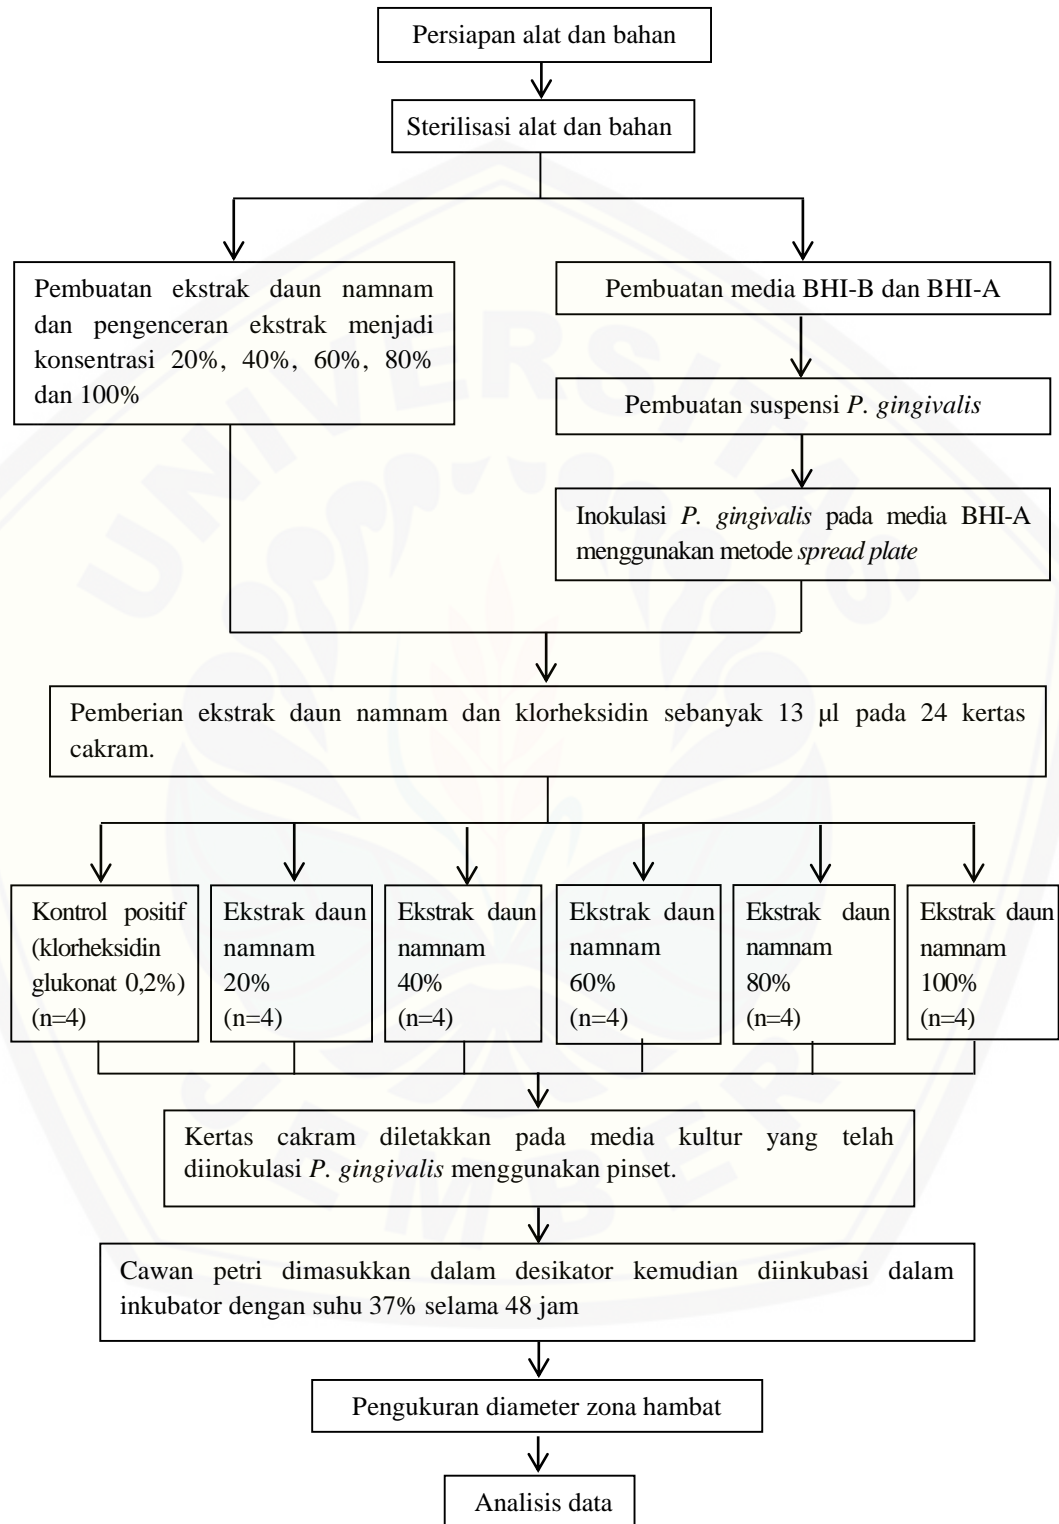 Persiapan alat dan bahan
Sterilisasi alat dan bahan
Pembuatan ekstrak daun namnam
dan pengenceran ekstrak menjadi
konsentrasi 20%, 40%, 60%, 80%
dan 100%
Pembuatan media BHI-B dan BHI-A
Pembuatan suspensi P. gingivalis
Inokulasi P. gingivalis pada media BHI-A
menggunakan metode spread plate
Pemberian ekstrak daun namnam dan klorheksidin sebanyak 13 µl pada 24 kertas
cakram.
Kontrol positif
(klorheksidin
glukonat 0,2%)
(n=4)
Ekstrak daun
namnam
20%
(n=4)
Ekstrak daun
namnam
40%
(n=4)
Ekstrak daun
namnam
60%
(n=4)
Ekstrak daun
namnam
80%
(n=4)
Ekstrak daun
namnam
100%
(n=4)
Kertas cakram diletakkan pada media kultur yang telah
diinokulasi P. gingivalis menggunakan pinset.
Cawan petri dimasukkan dalam desikator kemudian diinkubasi dalam
inkubator dengan suhu 37% selama 48 jam
Pengukuran diameter zona hambat
Analisis data
UNIVERSITAS
JEMBER